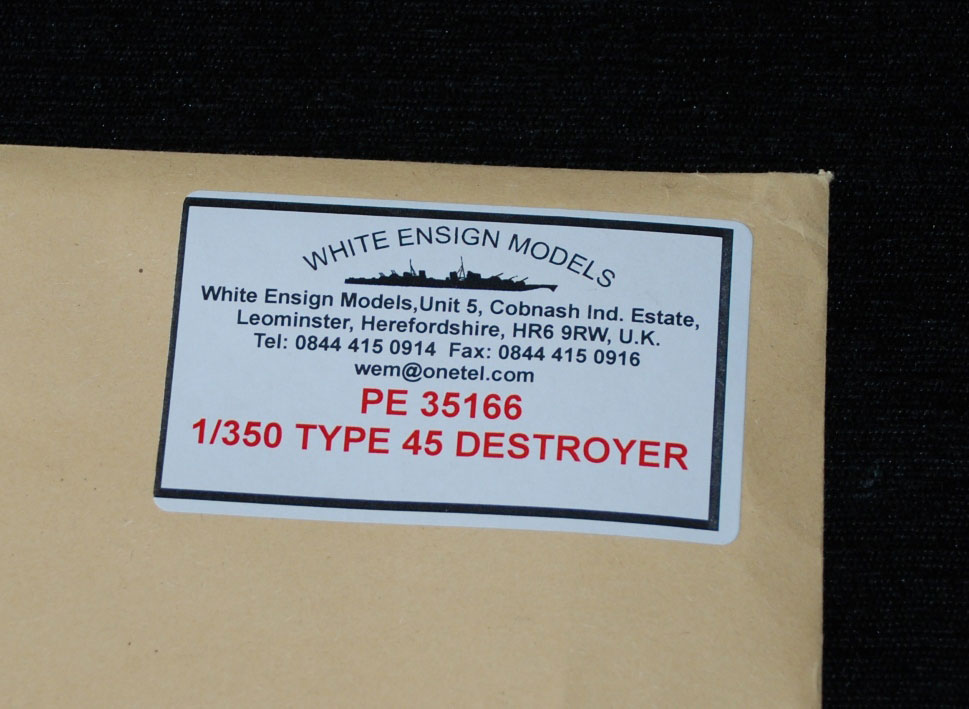 WHITE ENSIGN MODELS
White Ensign Models,Unit 5, Cobnash Ind. Estate,
Leominster, Herefordshire, HR6 9RW, U.K.
Tel: 0844 415 0914 Fax: 0844 415 0916
wem@onetel.com
PE 35166
1/350 TYPE 45 DESTROYER